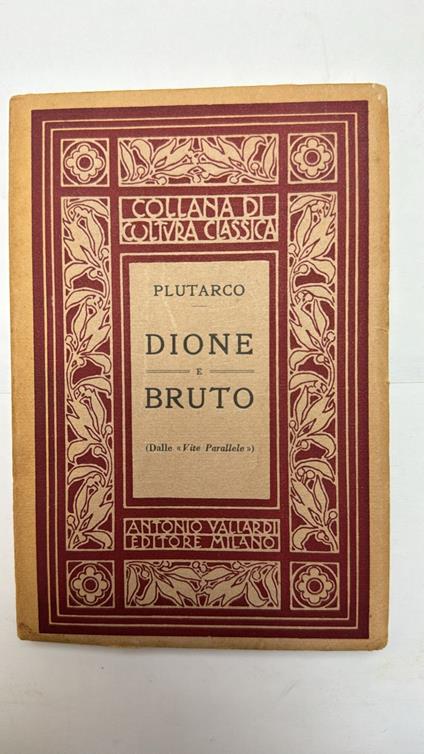 COLLANA DI
COLTVRA CLASSICA
PLUTARCO
DIONE
E
BRUTO
(Dalle « Vite Parallele »)
ANTONIO VALLARDI
EDITORE MILANO